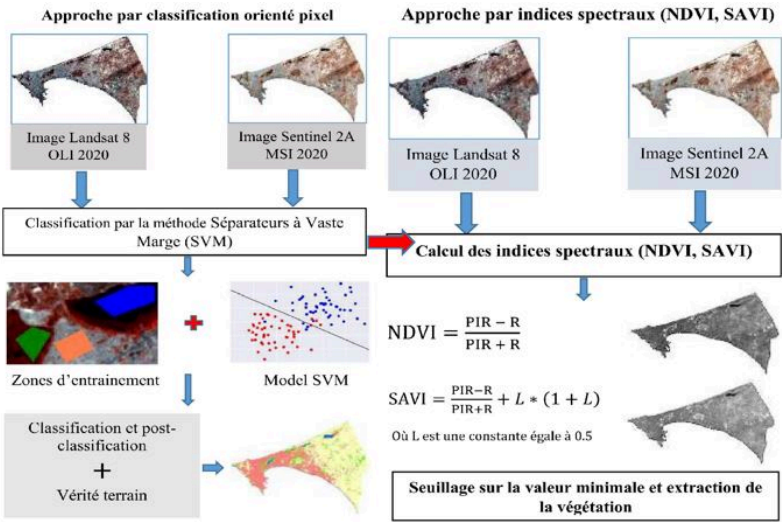 Approche par classification orienté pixel
Image Landsat 8
OLI 2020
Image Sentinel 2A
MSI 2020
Classification par la méthode Séparateurs à Vaste
Marge (SVM)
Zones d’entrainement
Model SVM
Classification et post-
classification
+
Vérité terrain
Approche par indices spectraux (NDVI, SAVI)
Image Landsat 8
OLI 2020
Image Sentinel 2A
MSI 2020
Calcul des indices spectraux (NDVI, SAVI)
NDVI = (PIR − R) / (PIR + R)
SAVI = (PIR−R) / (PIR+R) + L * (1 + L)
Où L est une constante égale à 0.5
Seuillage sur la valeur minimale et extraction de
la végétation